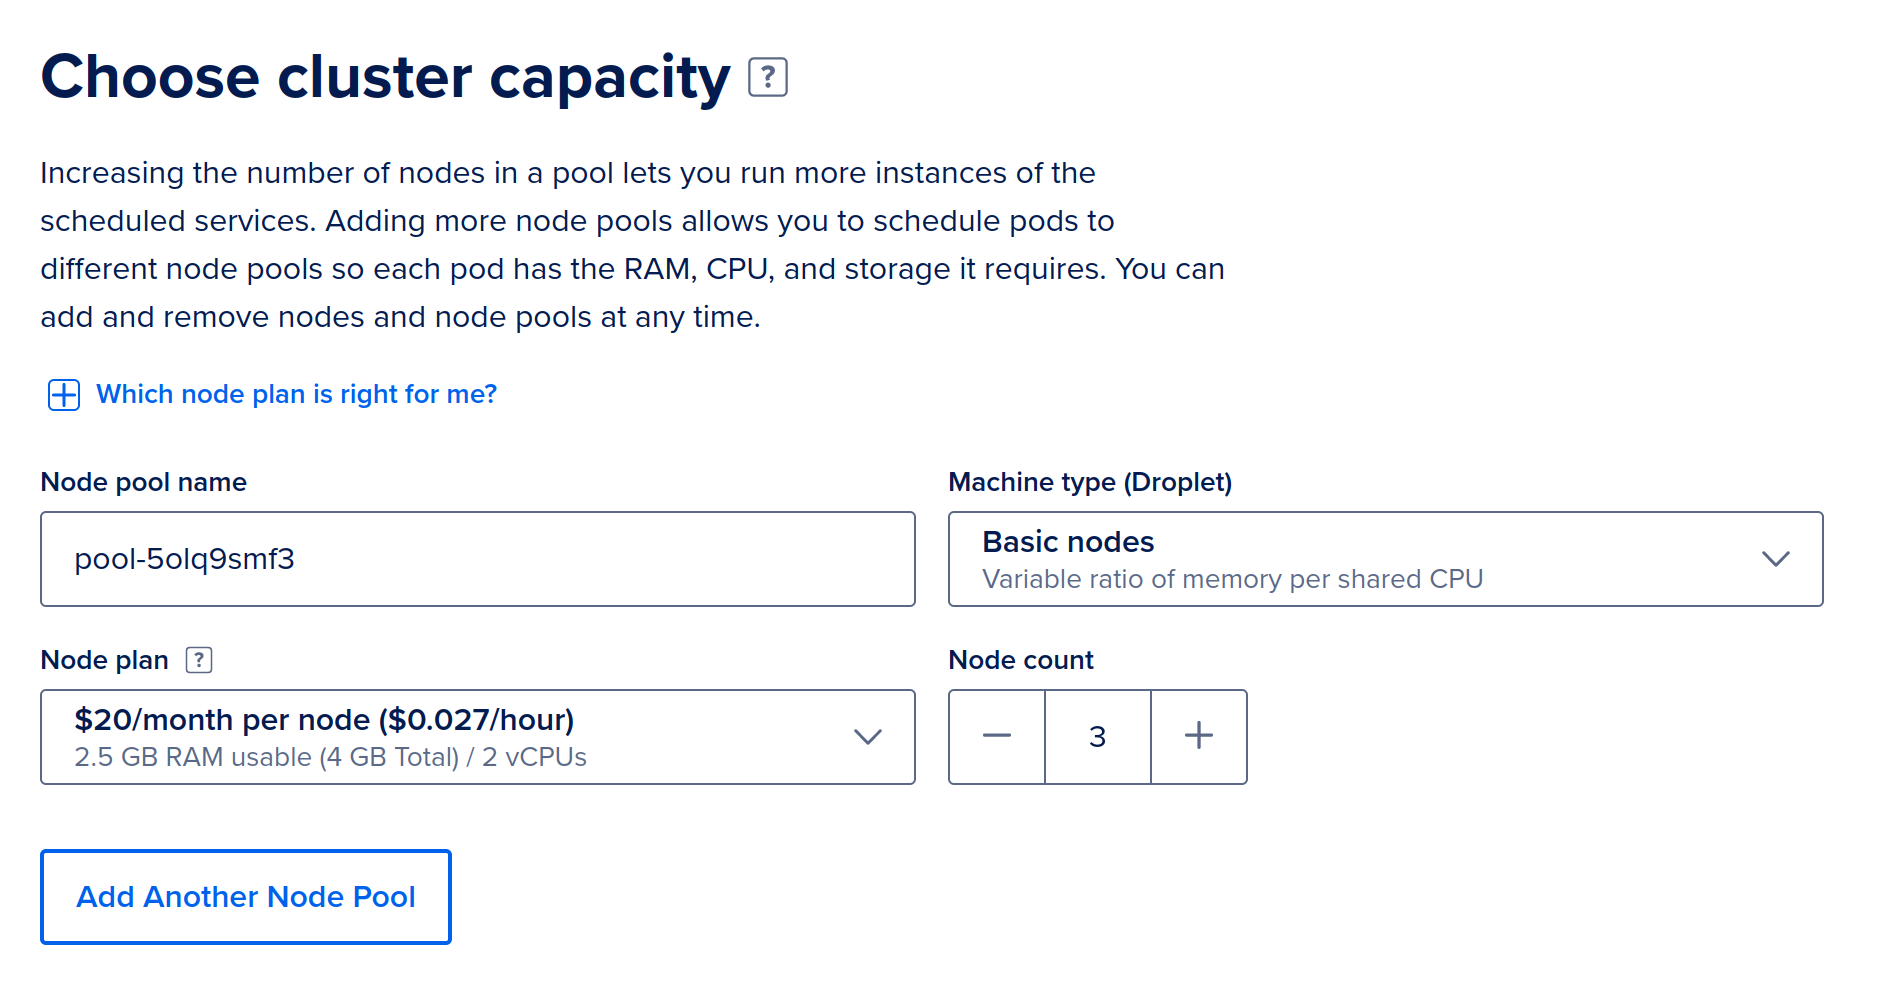 Choose cluster capacity ?
Increasing the number of nodes in a pool lets you run more instances of the
scheduled services. Adding more node pools allows you to schedule pods to
different node pools so each pod has the RAM, CPU, and storage it requires. You can
add and remove nodes and node pools at any time.
Which node plan is right for me?
Node pool name
pool-5olq9smf3
Machine type (Droplet)
Basic nodes
Variable ratio of memory per shared CPU
Node plan ?
$20/month per node ($0.027/hour)
2.5 GB RAM usable (4 GB Total) / 2 vCPUs
Node count
3
Add Another Node Pool